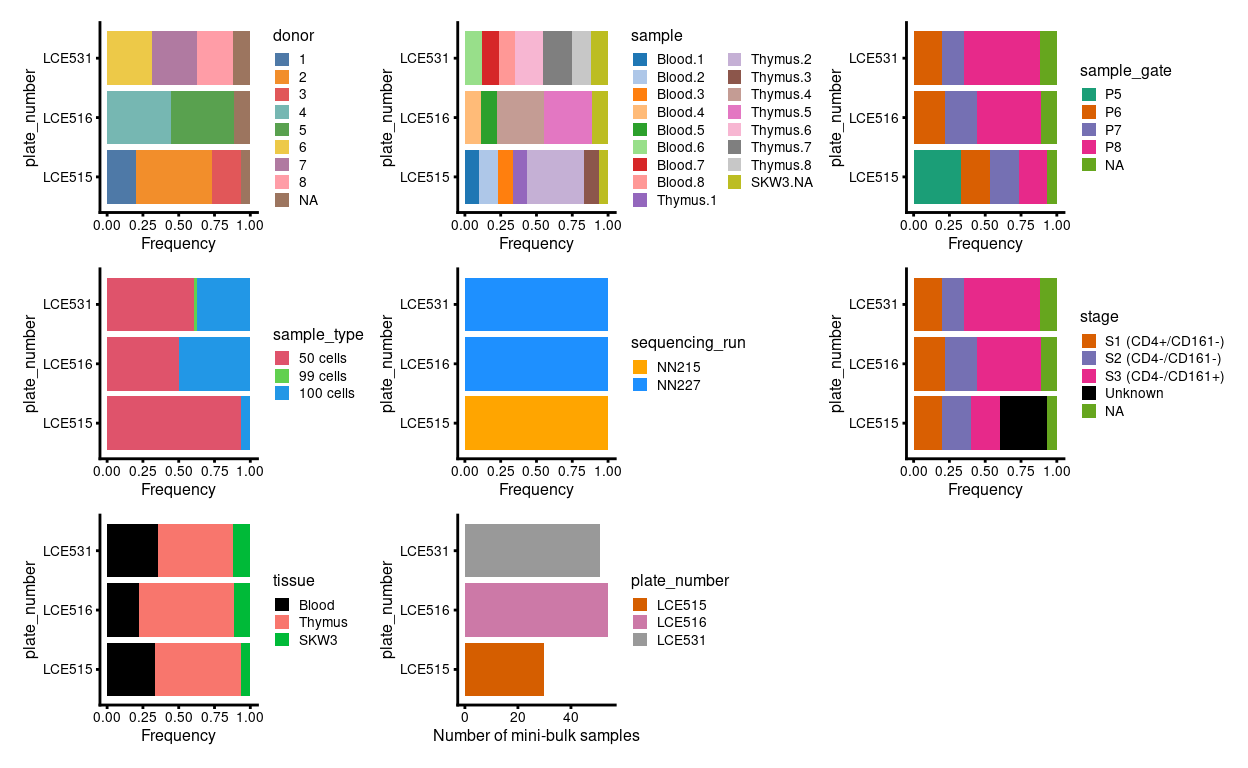 donor
plate_number
LCE531
LCE516
LCE515
0.00 0.25 0.50 0.75 1.00
Frequency
1
2
3
4
5
6
7
8
NA
sample
plate_number
LCE531
LCE516
LCE515
0.00 0.25 0.50 0.75 1.00
Frequency
Blood.1 Thymus.2
Blood.2 Thymus.3
Blood.3 Thymus.4
Blood.4 Thymus.5
Blood.5 Thymus.6
Blood.6 Thymus.7
Blood.7 Thymus.8
Blood.8 SKW3.NA
Thymus.1
sample_gate
plate_number
LCE531
LCE516
LCE515
0.00 0.25 0.50 0.75 1.00
Frequency
P5
P6
P7
P8
NA
sample_type
plate_number
LCE531
LCE516
LCE515
0.00 0.25 0.50 0.75 1.00
Frequency
50 cells
99 cells
100 cells
sequencing_run
plate_number
LCE531
LCE516
LCE515
0.00 0.25 0.50 0.75 1.00
Frequency
NN215
NN227
stage
plate_number
LCE531
LCE516
LCE515
0.00 0.25 0.50 0.75 1.00
Frequency
S1 (CD4+/CD161-)
S2 (CD4-/CD161-)
S3 (CD4-/CD161+)
Unknown
NA
tissue
plate_number
LCE531
LCE516
LCE515
0.00 0.25 0.50 0.75 1.00
Frequency
Blood
Thymus
SKW3
plate_number
plate_number
LCE531
LCE516
LCE515
0 20 40
Number of mini-bulk samples
LCE515
LCE516
LCE531